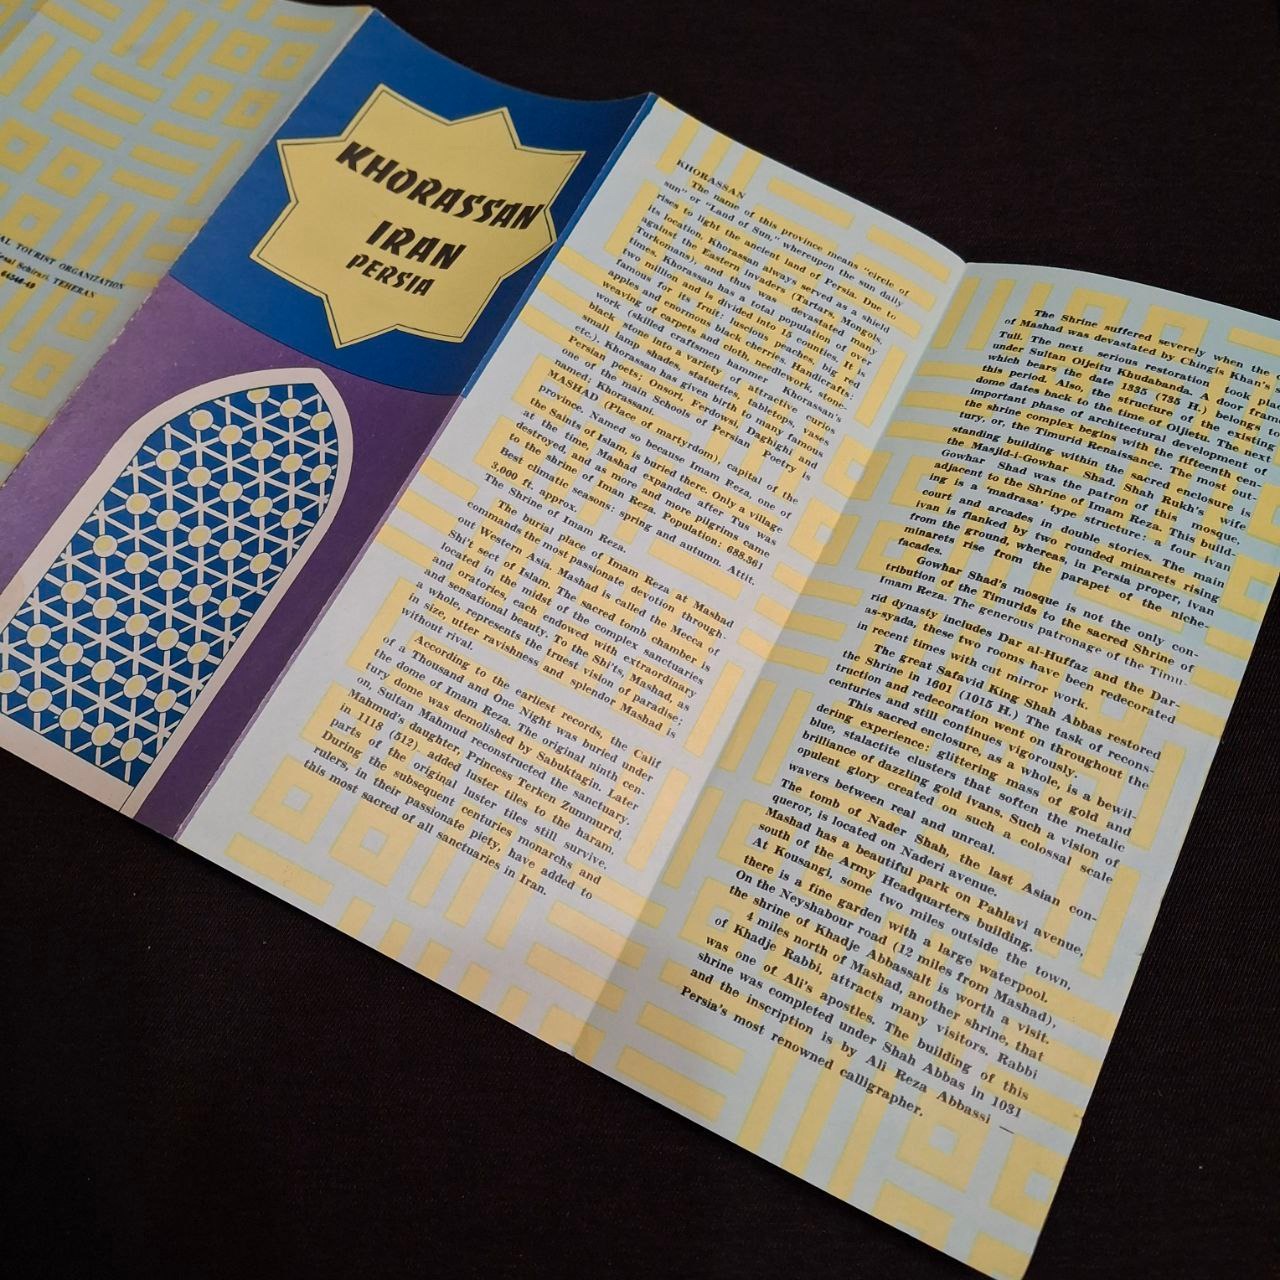 AL TOURIST ORGANIZATION
TEHERAN
KHORASSAN
IRAN
PERSIA
KHORASSAN
The name of this province means "circle of
sun" or "Land of Sun," whereupon the sun daily
rises to light the ancient land of Persia. Due to
its location, Khorassan always served as a shield
against the Eastern invaders (Tartars, Mongols,
Turkomans), and thus was devastated many
times. Khorassan has a total population of over
two million and is divided into 15 counties. It is
famous for its fruit: luscious peaches, big red
apples and enormous black cherries. Handicraft:
weaving of carpets and cloth, needlework, stone-
work (skilled craftsmen hammer Khorassan's
black stone into a variety of attractive curios
small lamp shades, statuettes, tabletops, vases
etc.). Khorassan has given birth to many famous
Persian poets; Onsori, Ferdowsi, Daghighi and
one of the main Schools of Persian Poetry is
named; Khorassani.
MASHAD (Place of martyrdom), capital of the
province. Named so because Imam Reza, one of
the Saints of Islam, is buried there. Only a village
at the time, Mashad expanded after Tus was
destroyed, and as more and more pilgrims came
to the shrine of Iman Reza. Population: 688.361
Best climatic seasons: spring and autumn. Attit.
3,000 ft. approx.
The Shrine of Imam Reza.
The burial place of Imam Reza at Mashad
commands the most passionate devotion through-
out Western Asia. Mashad is called the Mecca of
Shi't sect of Islam. The sacred tomb chamber is
located in the midst of the complex sanctuaries
and oratories each endowed with extraordinary
and sensational beauty. To the Shi'ts, Mashad, as
a whole, represents the truest vision of paradise;
in size, utter ravishness and splendor Mashad is
without rival.
According to the earliest records, the Calif
of a Thousand and One Night was buried under
the dome of Imam Reza. The original ninth cen-
tury dome was demolished by Sabuktagin. Later
on, Sultan Mahmud reconstructed the sanctuary.
Mahmud's daughter, Princess Terken Zummurd,
in 1118 (512), added luster tiles to the haram.
parts of the original luster tiles still survive.
During the subsequent centuries monarchs and
rulers, in their passionate piety, have added to
this most sacred of all sanctuaries in Iran.
The Shrine suffered severely when the
of Mashad was devastated by Chingis Khan's
Tuli. The next serious restoration took
under Sultan Oljeitu Khudabanda. A door
which bears the date 1335 (735 H.) belongs
this period. Also, the structure of the existing
dome dates back to the time of Oljietu. The next
important phase of architectural development of
the shrine complex begins with the fifteenth cen-
tury, or, the Timurid Renaissance. The most out-
standing building within the sacred enclosure is
the Masjid-i-Gowhar Shad. Shah Rukh's wife
Gowhar Shad was the patron of this mosque,
adjacent to the Shrine of Imam Reza. This build-
ing is a madrasa type structure: a four ivan
court and arcades in double stories. The main
ivan is flanked by two rounded minarets rising
from the ground, whereas, in Persia proper, ivan
minarets rise from the parapet of the niche-
facades.
Gowhar Shad's mosque is not the only con-
tribution of the Timurids to the sacred Shrine of
Imam Reza. The generous patronage of the Timu-
rid dynasty includes Dar al-Huffaz and the Dar-
as-syada, these two rooms have been redecorated
in recent times with cut mirror work.
The great Safavid King Shah Abbas restored
the Shrine in 1601 (1015 H.) The task of recons-
truction and redecoration went on throughout the
centuries and still continues vigorously.
This sacred enclosure, as a whole, is a bewil-
dering experience: glittering mass of gold and
blue, stalactite clusters that soften the metalic
brilliance of dazzling gold ivans. Such a vision of
opulent glory created on such a colossal scale
wavers between real and unreal.
The tomb of Nader Shah, the last Asian con-
queror, is located on Naderi avenue.
Mashad has a beautiful park on Pahlavi avenue,
south of the Army Headquarters building.
At Kousangi, some two miles outside the town,
there is a fine garden with a large waterpool.
On the Neyshabour road (12 miles from Mashad),
the shrine of Khadje Abbassalt is worth a visit.
4 miles north of Mashad, another shrine, that
of Khadje Rabbi, attracts many visitors. Rabbi
was one of Ali's apostles. The building of this
shrine was completed under Shah Abbas in 1031
and the inscription is by Ali Reza Abbassi —
Persia's most renowned calligrapher.